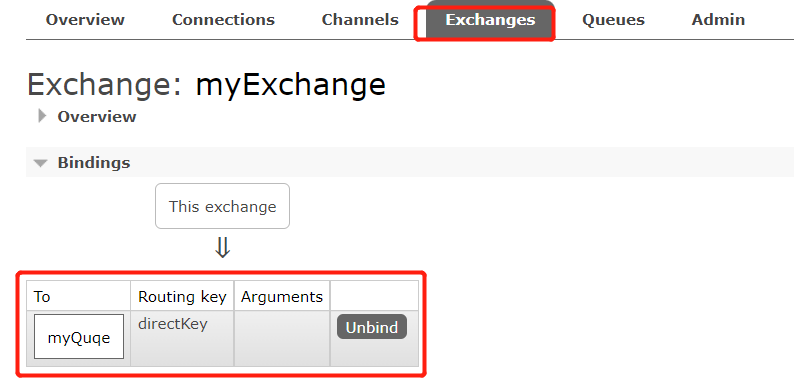 Overview Connections Channels Exchanges Queues Admin
Exchange: myExchange
Overview
Bindings
This exchange
⇓
To Routing key Arguments
myQuqe directKey Unbind